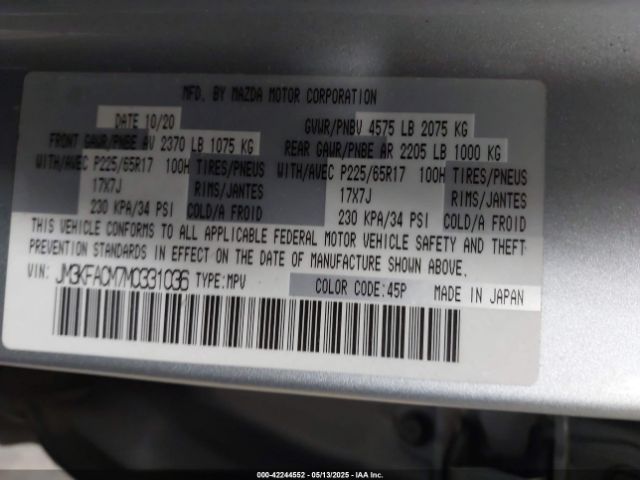 MFD. BY MAZDA MOTOR CORPORATION
DATE 10/20 GVWR/PNBV 4575 LB 2075 KG
FRONT GAWR/PNBE AV 2370 LB 1075 KG REAR GAWR/PNBE AR 2205 LB 1000 KG
WITH/AVEC P225/65R17 100H TIRES/PNEUS WITH/AVEC P225/65R17 100H TIRES/PNEUS
17X7J RIMS/JANTES 17X7J RIMS/JANTES
230 KPA/34 PSI COLD/A FROID 230 KPA/34 PSI COLD/A FROID
THIS VEHICLE CONFORMS TO ALL APPLICABLE FEDERAL MOTOR VEHICLE SAFETY AND THEFT
PREVENTION STANDARDS IN EFFECT ON THE DATE OF MANUFACTURE SHOWN ABOVE.
VIN: JM3KFACM7M0331036 TYPE:MPV COLOR CODE:45P MADE IN JAPAN
000-42244552 | 05/13/2025 | IAA Inc.